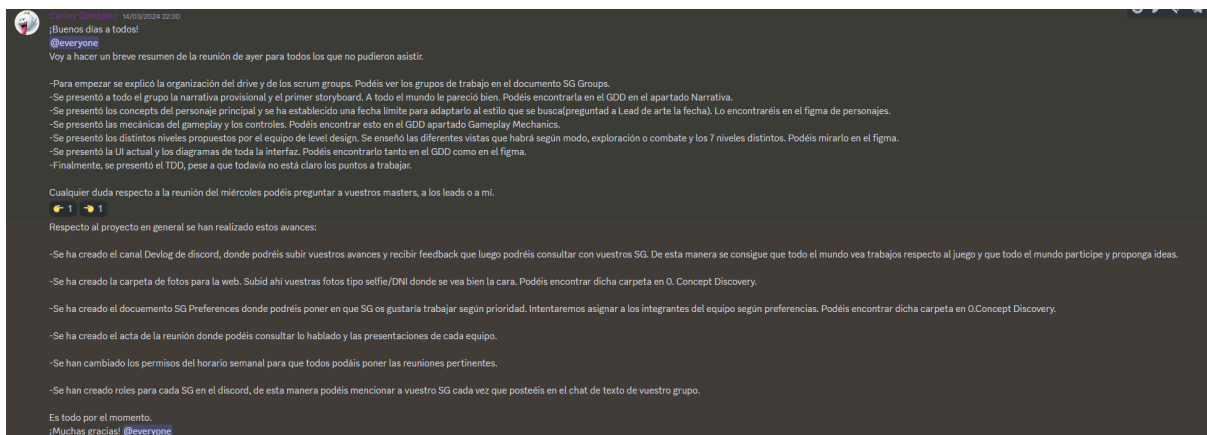 Carlos González 14/03/2024 22:30
¡Buenos días a todos!
@everyone
Voy a hacer un breve resumen de la reunión de ayer para todos los que no pudieron asistir.
-Para empezar se explicó la organización del drive y de los scrum groups. Podéis ver los grupos de trabajo en el documento SG Groups.
-Se presentó a todo el grupo la narrativa provisional y el primer storyboard. A todo el mundo le pareció bien. Podéis encontrarla en el GDD en el apartado Narrativa.
-Se presentó los concepts del personaje principal y se ha establecido una fecha límite para adaptarlo al estilo que se busca(preguntad a Lead de arte la fecha). Lo encontraréis en el figma de personajes.
-Se presentó las mecánicas del gameplay y los controles. Podéis encontrar esto en el GDD apartado Gameplay Mechanics.
-Se presentó los distintos niveles propuestos por el equipo de level design. Se enseñó las diferentes vistas que habrá según modo, exploración o combate y los 7 niveles distintos. Podéis mirarlo en el figma.
-Se presentó la UI actual y los diagramas de toda la interfaz. Podéis encontrarlo tanto en el GDD como en el figma.
-Finalmente, se presentó el TDD, pese a que todavía no está claro los puntos a trabajar.
Cualquier duda respecto a la reunión del miércoles podéis preguntar a vuestros masters, a los leads o a mí.
1 1
Respecto al proyecto en general se han realizado estos avances:
-Se ha creado el canal Devlog de discord, donde podréis subir vuestros avances y recibir feedback que luego podréis consultar con vuestros SG. De esta manera se consigue que todo el mundo vea trabajos respecto al juego y que todo el mundo participe y proponga ideas.
-Se ha creado la carpeta de fotos para la web. Subid ahí vuestras fotos tipo selfie/DNI donde se vea bien la cara. Podéis encontrar dicha carpeta en 0. Concept Discovery.
-Se ha creado el docuemento SG Preferences donde podréis poner en que SG os gustaría trabajar según prioridad. Intentaremos asignar a los integrantes del equipo según preferencias. Podéis encontrar dicha carpeta en 0.Concept Discovery.
-Se ha creado el acta de la reunión donde podéis consultar lo hablado y las presentaciones de cada equipo.
-Se han cambiado los permisos del horario semanal para que todos podáis poner las reuniones pertinentes.
-Se han creado roles para cada SG en el discord, de esta manera podéis mencionar a vuestro SG cada vez que posteéis en el chat de texto de vuestro grupo.
Es todo por el momento.
¡Muchas gracias! @everyone